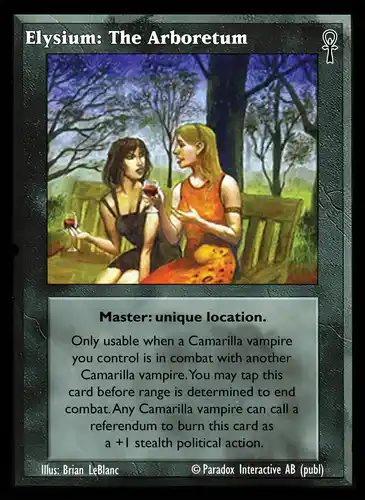 Elysium: The Arboretum
Master: unique location.
Only usable when a Camarilla vampire
you control is in combat with another
Camarilla vampire. You may tap this
card before range is determined to end
combat. Any Camarilla vampire can call a
referendum to burn this card as
a +1 stealth political action.
Illus: Brian LeBlanc
© Paradox Interactive AB (publ)